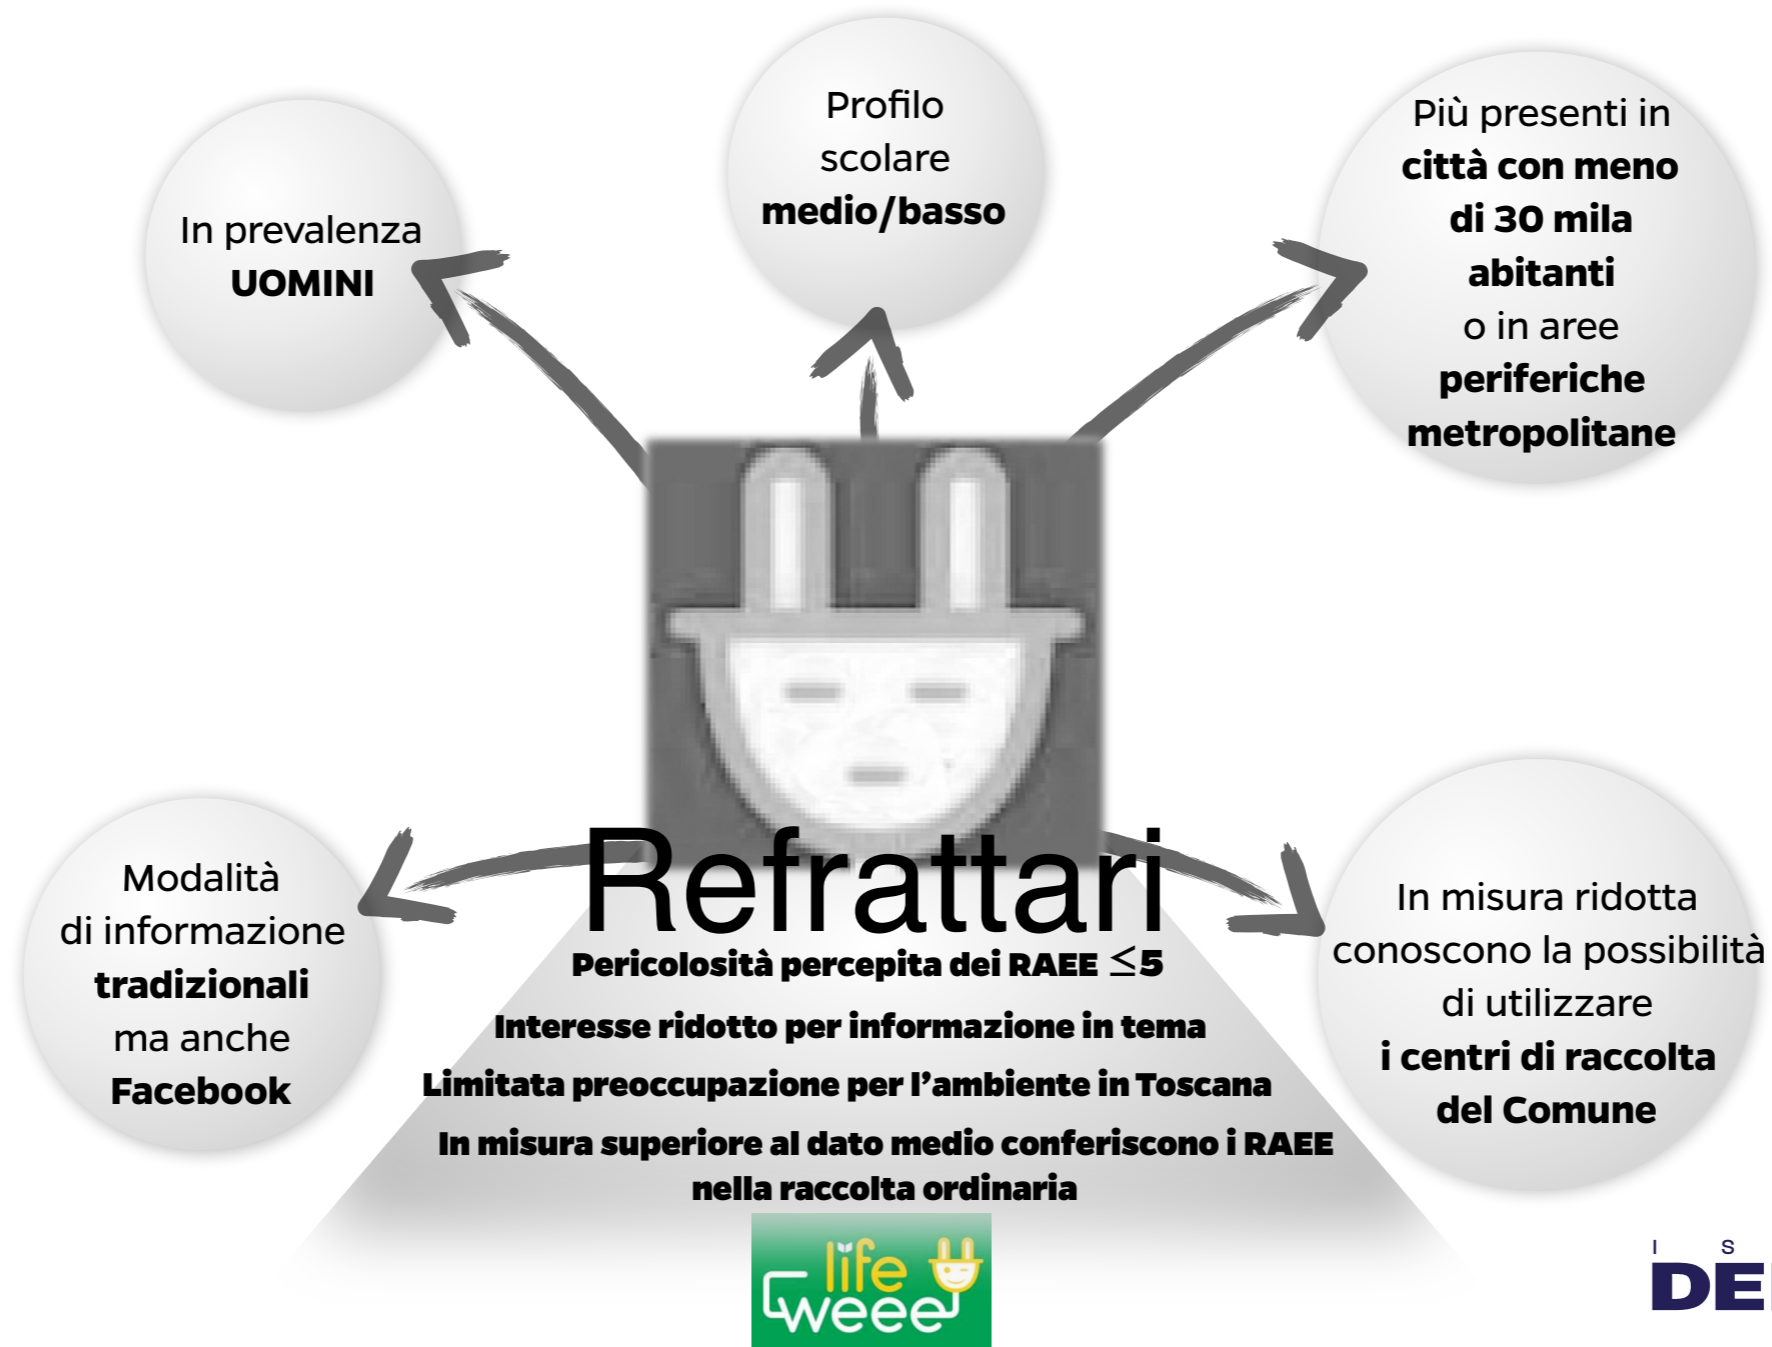 In prevalenza
UOMINI
Profilo
scolare
medio/basso
Più presenti in
città con meno
di 30 mila
abitanti
o in aree
periferiche
metropolitane
Modalità
di informazione
tradizionali
ma anche
Facebook
Refrattari
Pericolosità percepita dei RAEE ≤5
Interesse ridotto per informazione in tema
Limitata preoccupazione per l’ambiente in Toscana
In misura superiore al dato medio conferiscono i RAEE
nella raccolta ordinaria
In misura ridotta
conoscono la possibilità
di utilizzare
i centri di raccolta
del Comune
life
weee
I S
DE